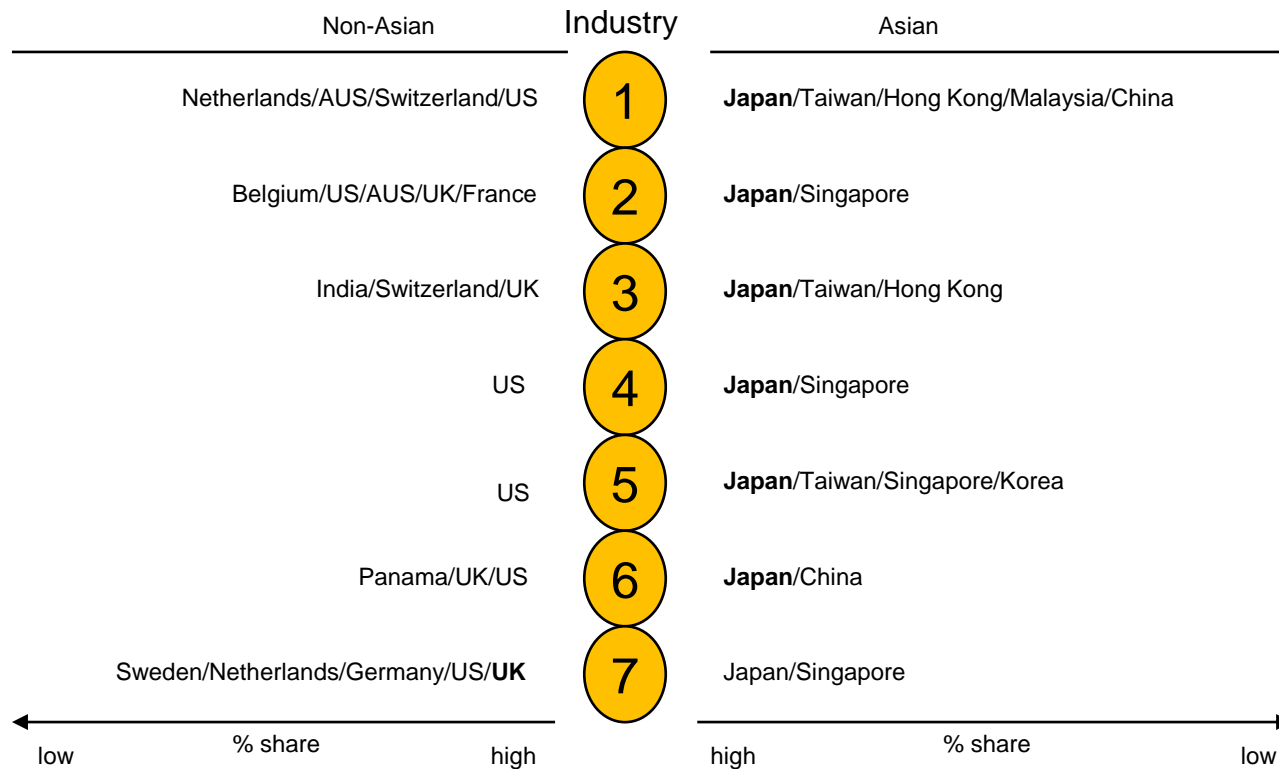 Non-Asian Industry Asian
Netherlands/AUS/Switzerland/US 1 Japan/Taiwan/Hong Kong/Malaysia/China
Belgium/US/AUS/UK/France 2 Japan/Singapore
India/Switzerland/UK 3 Japan/Taiwan/Hong Kong
US 4 Japan/Singapore
US 5 Japan/Taiwan/Singapore/Korea
Panama/UK/US 6 Japan/China
Sweden/Netherlands/Germany/US/UK 7 Japan/Singapore
low % share high high % share low